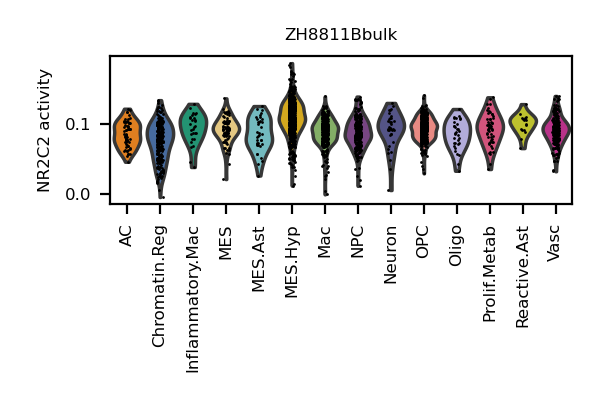 ZH8811Bbulk
NR2C2 activity
0.1
0.0
AC
Chromatin.Reg
Inflammatory.Mac
MES
MES.Ast
MES.Hyp
Mac
NPC
Neuron
OPC
Oligo
Prolif.Metab
Reactive.Ast
Vasc